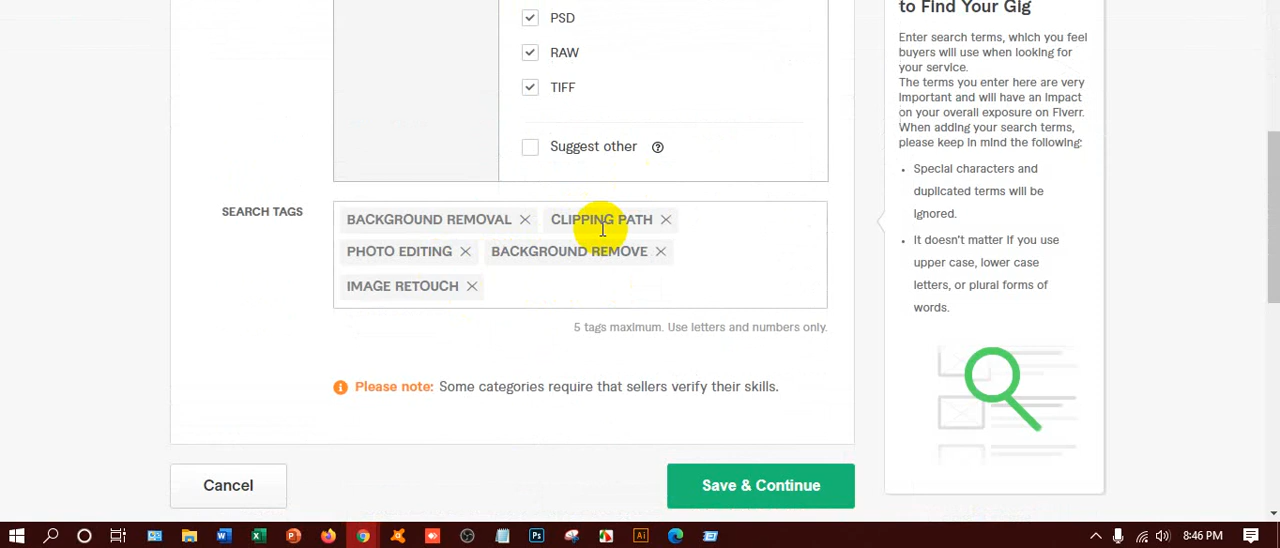 to Find Your Gig
PSD
Enter search terms, which you feel
buyers will use when looking for
your service.
RAW
The terms you enter here are very
important and will have an impact
on your overall exposure on Fiverr.
When adding your search terms,
please keep in mind the following:
TIFF
Suggest other
Special characters and
duplicated terms will be
ignored.
It doesn't matter if you use
upper case, lower case
letters, or plural forms of
words.
SEARCH TAGS
BACKGROUND REMOVAL CLIPPING PATH
PHOTO EDITING BACKGROUND REMOVE
IMAGE RETOUCH
5 tags maximum. Use letters and numbers only.
Please note: Some categories require that sellers verify their skills.
Cancel
Save & Continue
8:46 PM